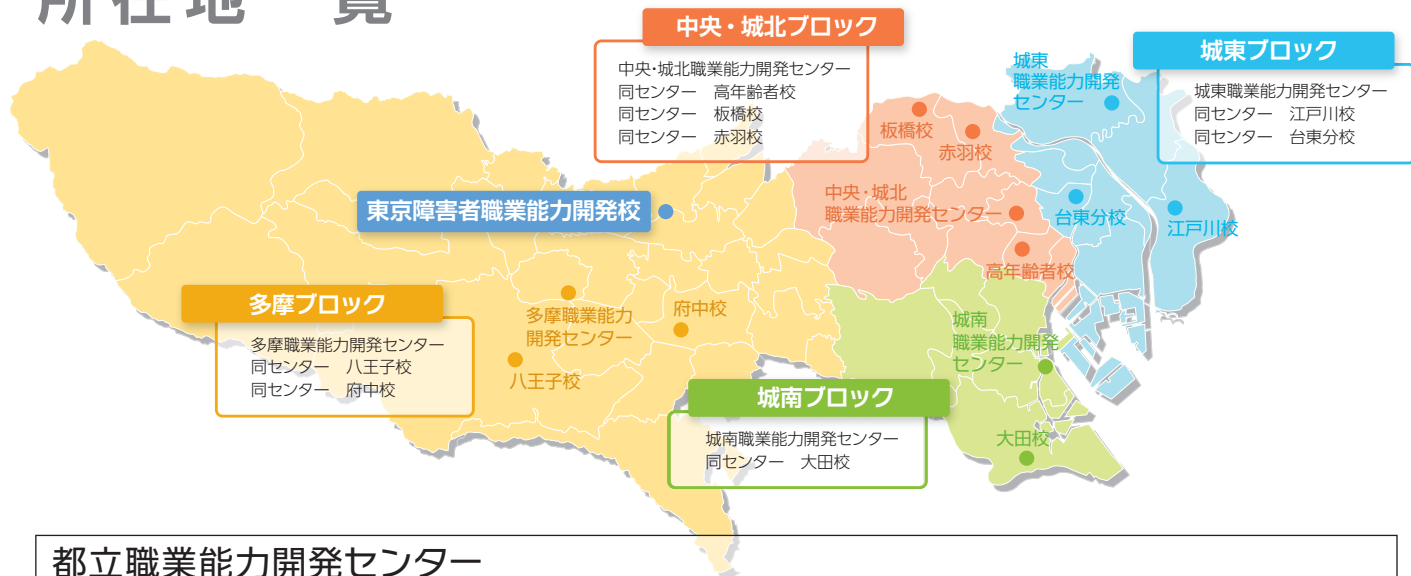 所在地一覧
中央・城北ブロック
中央・城北職業能力開発センター
同センター　高年齢者校
同センター　板橋校
同センター　赤羽校
城東ブロック
城東職業能力開発センター
同センター　江戸川校
同センター　台東分校
城東
職業能力開発
センター
板橋校
赤羽校
中央・城北
職業能力開発センター
台東分校
江戸川校
高年齢者校
東京障害者職業能力開発校
多摩ブロック
多摩職業能力開発センター
同センター　八王子校
同センター　府中校
多摩職業能力
開発センター
府中校
八王子校
城南
職業能力開発
センター
大田校
城南ブロック
城南職業能力開発センター
同センター　大田校
都立職業能力開発センター